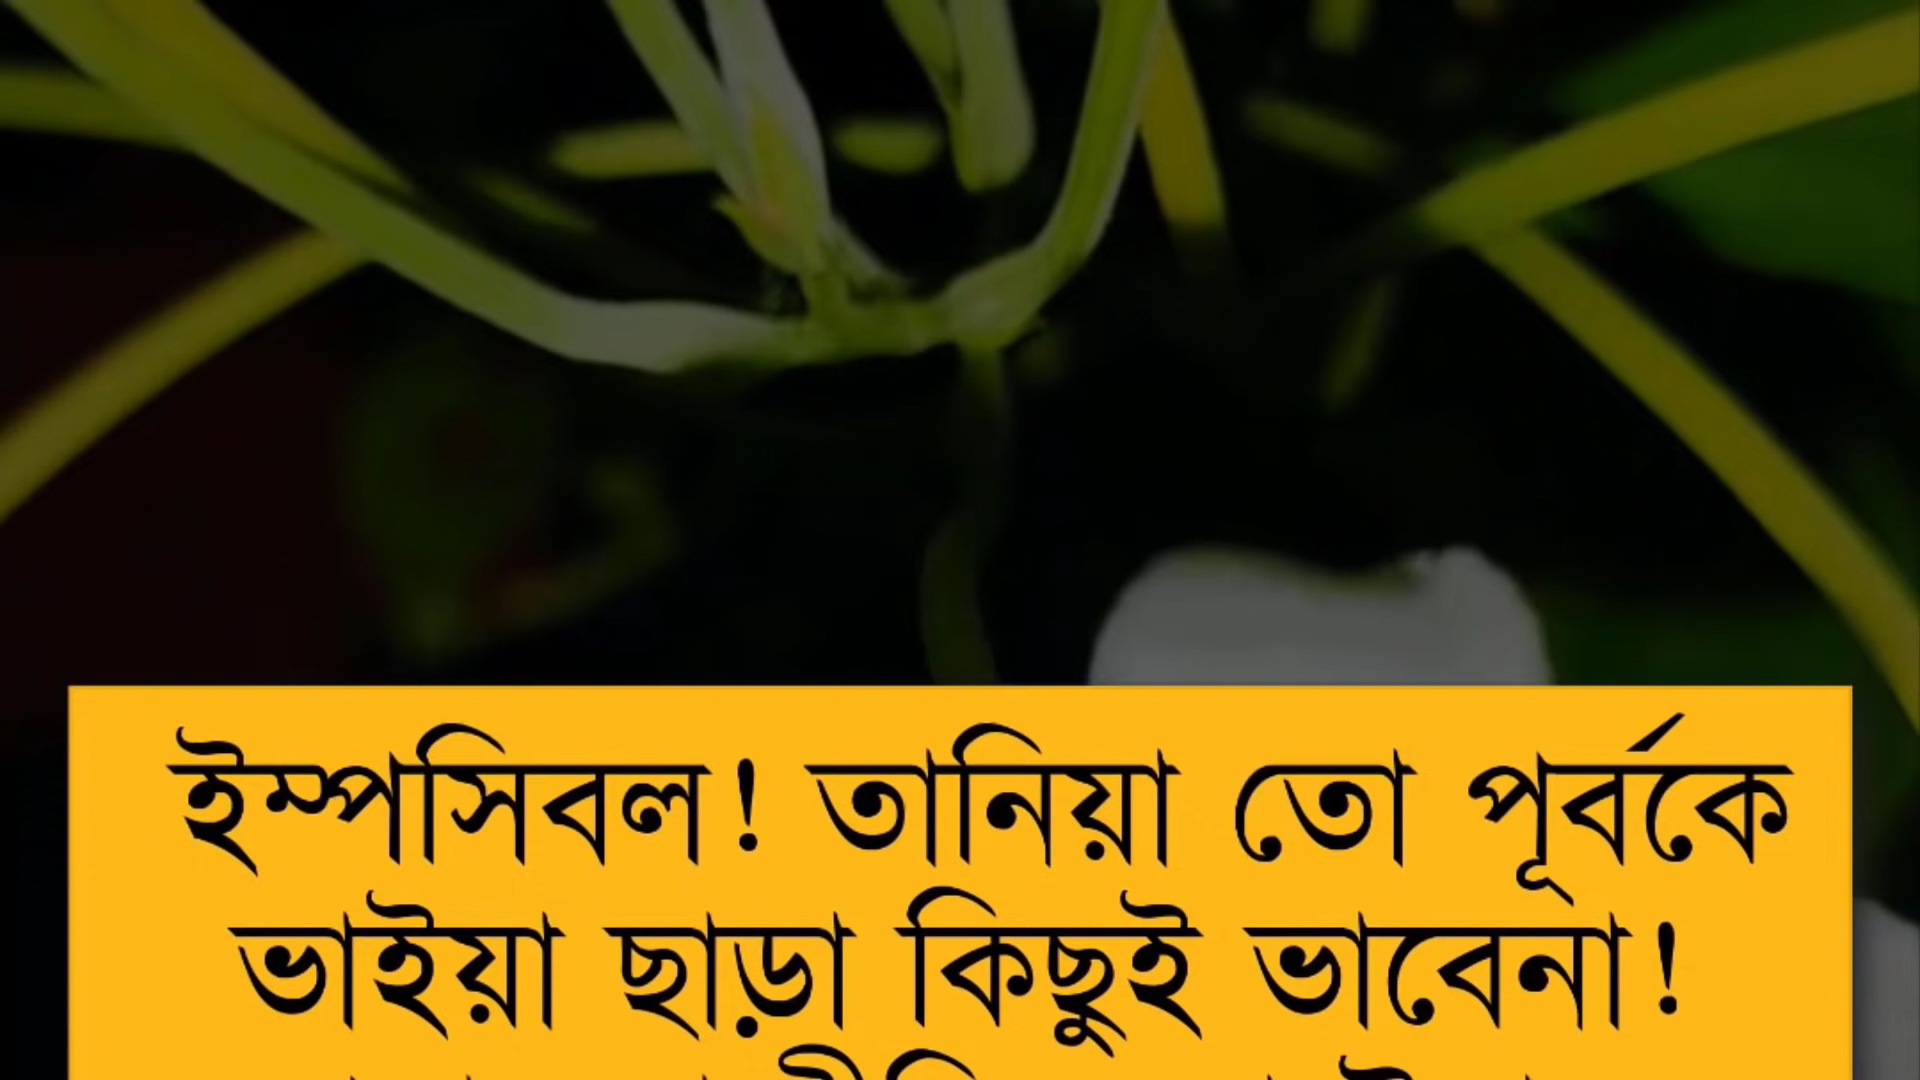 ইম্পসিবল! তানিয়া তো পূর্বকে
ভাইয়া ছাড়া কিছুই ভাবেনা!